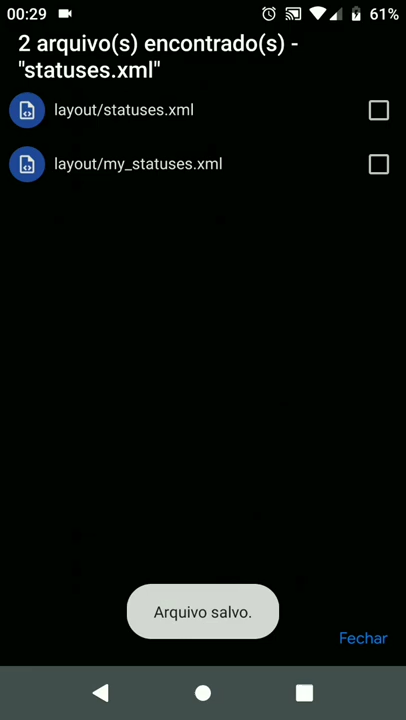 00:29
61%
2 arquivo(s) encontrado(s) -
"statuses.xml"
layout/statuses.xml
layout/my_statuses.xml
Arquivo salvo.
Fechar